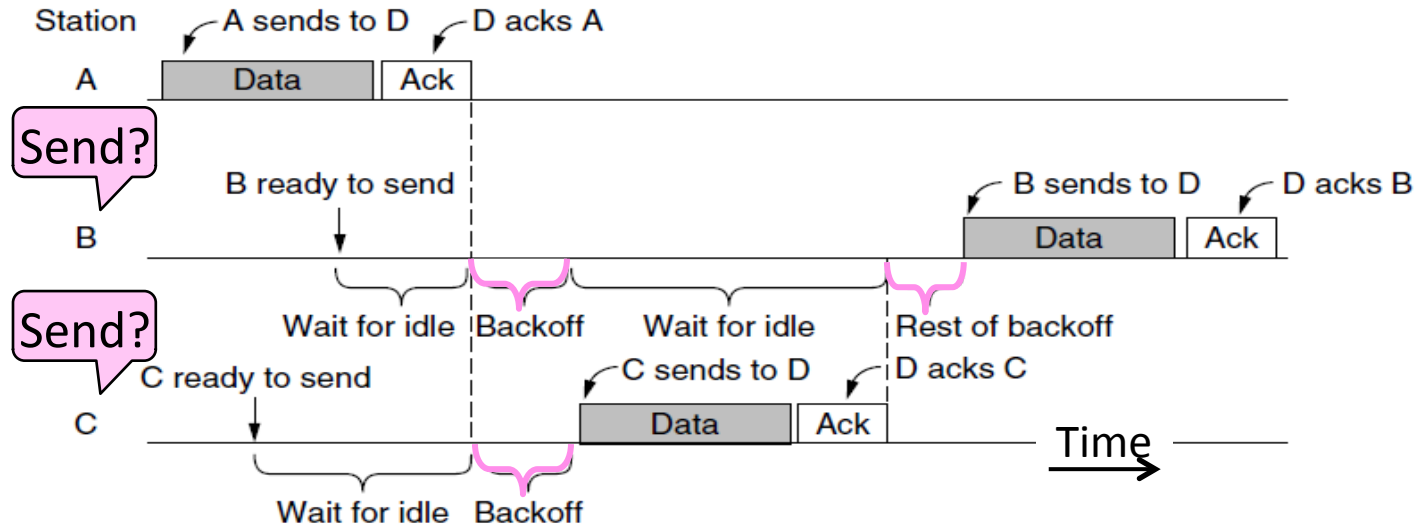 Station
A sends to D
D acks A
A
Data
Ack
Send?
B ready to send
B sends to D
D acks B
B
Data
Ack
Wait for idle
Backoff
Wait for idle
Rest of backoff
Send?
C ready to send
C sends to D
D acks C
C
Data
Ack
Time
Wait for idle
Backoff